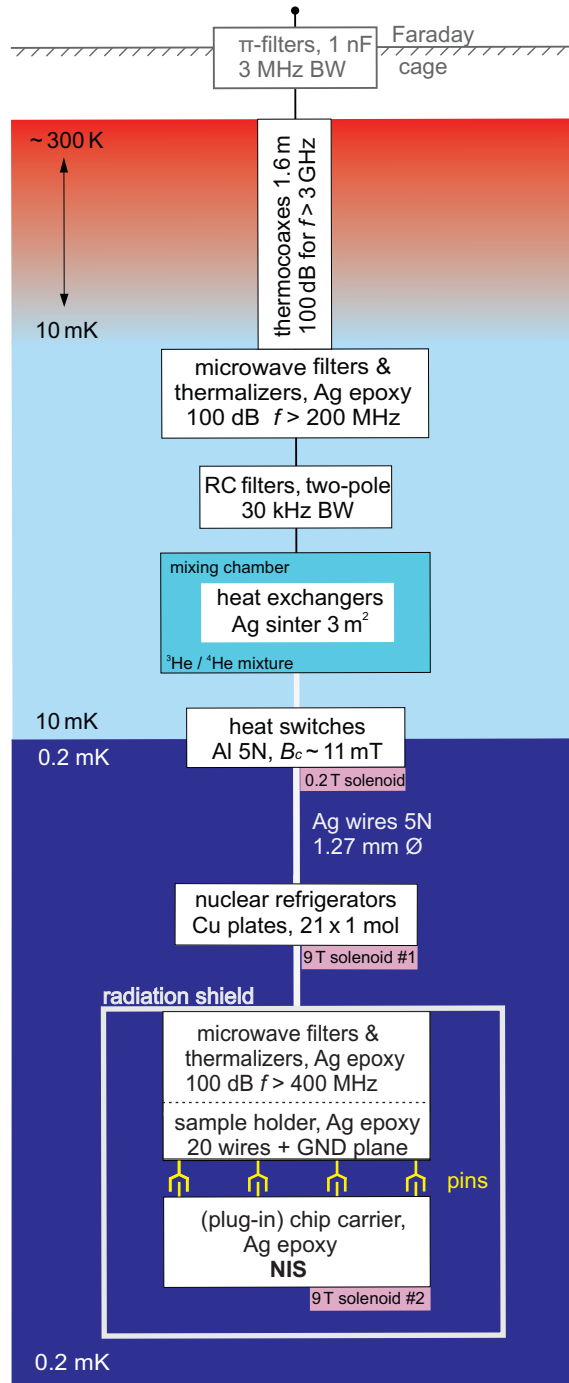 π-filters, 1 nF
3 MHz BW
Faraday
cage
~ 300 K
10 mK
thermocoaxes 1.6 m
100 dB for f > 3 GHz
microwave filters &
thermalizers, Ag epoxy
100 dB f > 200 MHz
RC filters, two-pole
30 kHz BW
mixing chamber
heat exchangers
Ag sinter 3 m²
³He / ⁴He mixture
10 mK
0.2 mK
heat switches
Al 5N, Bc ~ 11 mT
0.2 T solenoid
Ag wires 5N
1.27 mm Ø
nuclear refrigerators
Cu plates, 21 x 1 mol
9 T solenoid #1
radiation shield
microwave filters &
thermalizers, Ag epoxy
100 dB f > 400 MHz
sample holder, Ag epoxy
20 wires + GND plane
pins
(plug-in) chip carrier,
Ag epoxy
NIS
9 T solenoid #2
0.2 mK